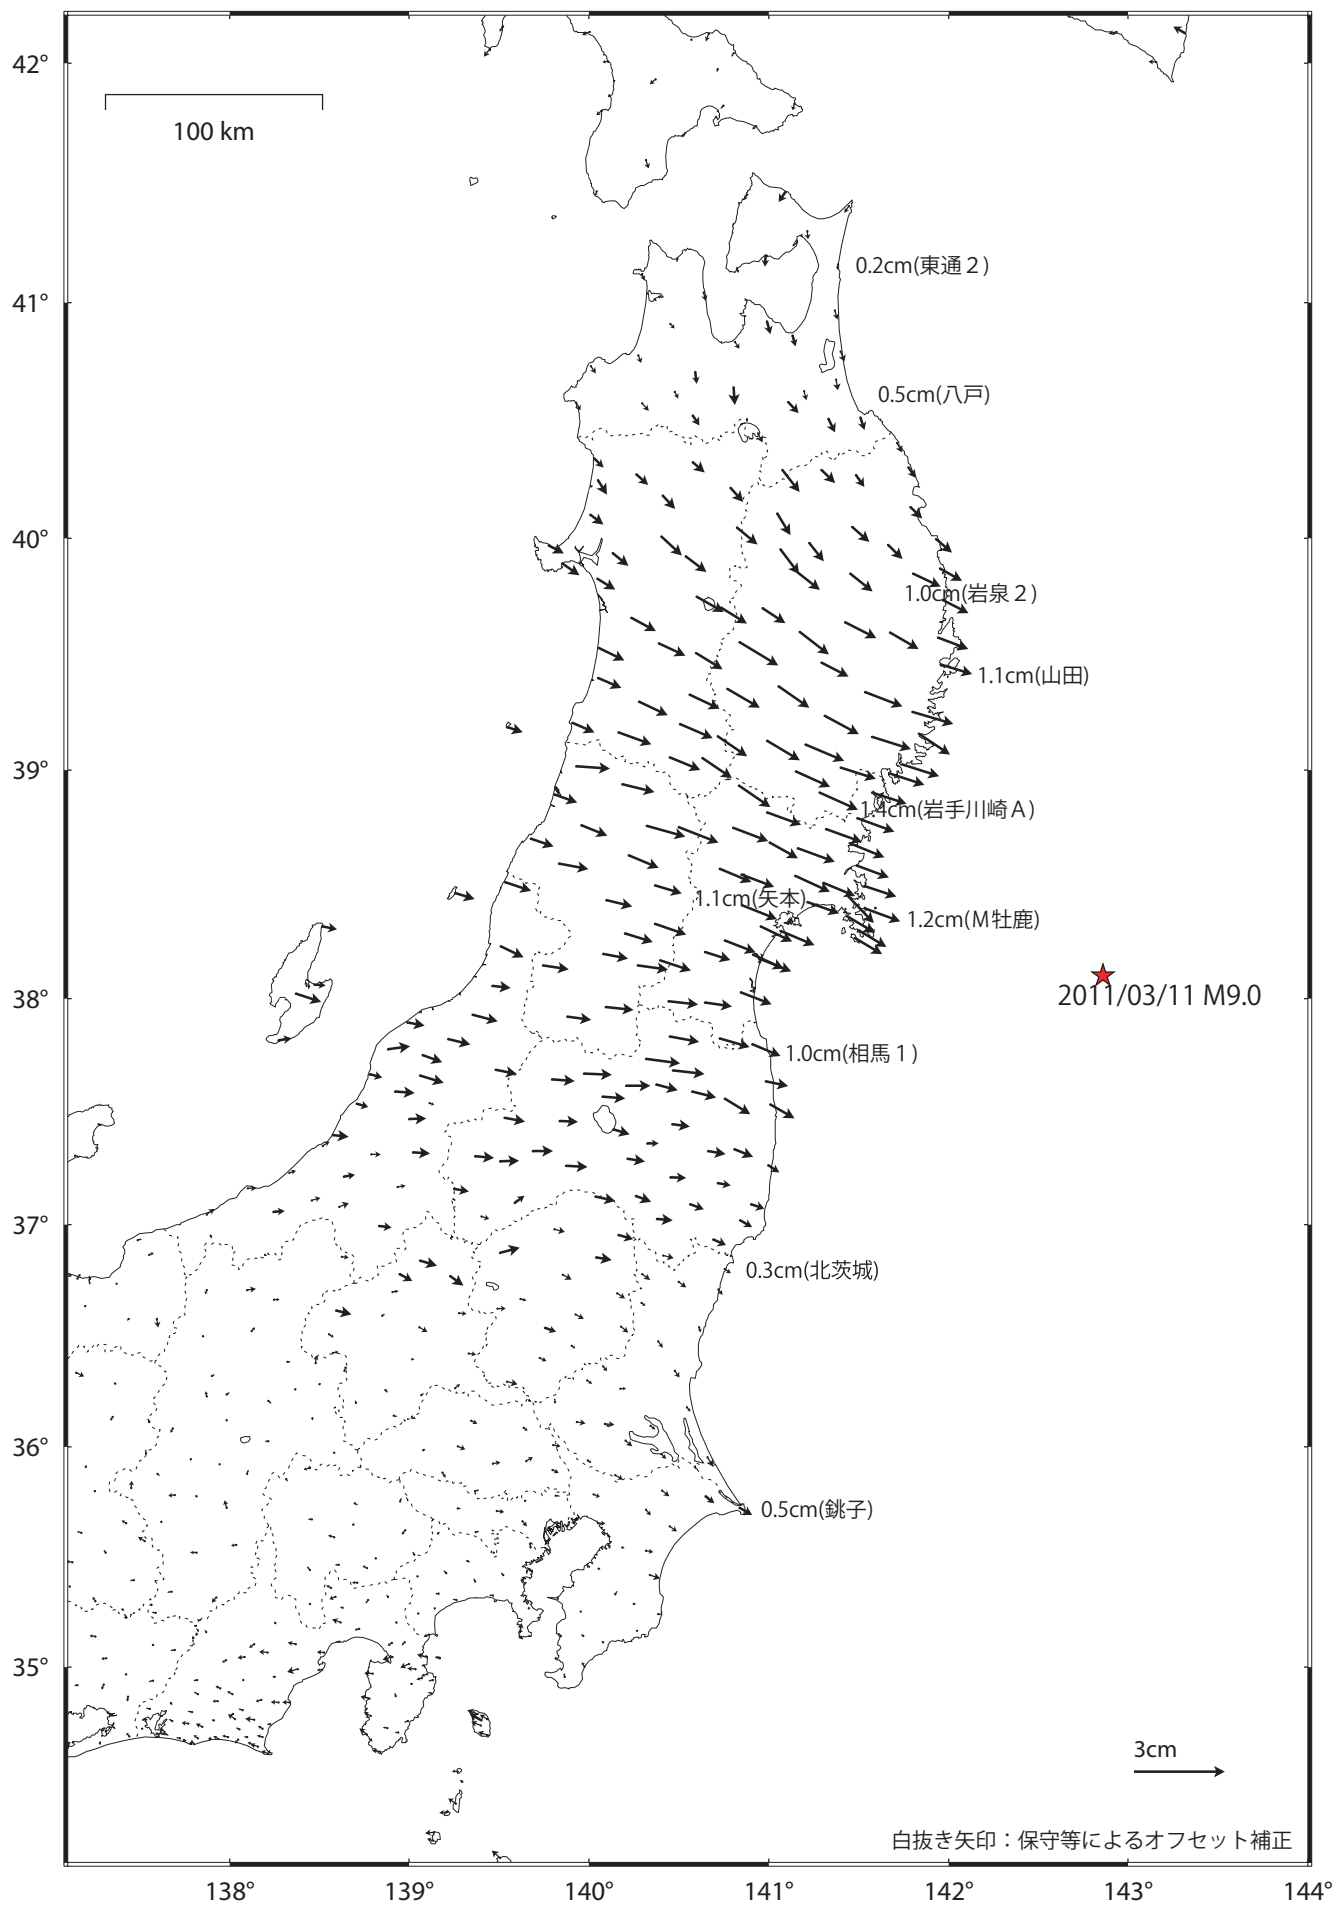 42°
100 km
0.2cm(東通２)
41°
0.5cm(八戸)
40°
1.0cm(岩泉２)
1.1cm(山田)
39°
1.4cm(岩手川崎Ａ)
1.1cm(矢本)
1.2cm(Ｍ牡鹿)
38°
2011/03/11 M9.0
1.0cm(相馬１)
37°
0.3cm(北茨城)
36°
0.5cm(銚子)
35°
3cm
白抜き矢印：保守等によるオフセット補正
138°
139°
140°
141°
142°
143°
144°